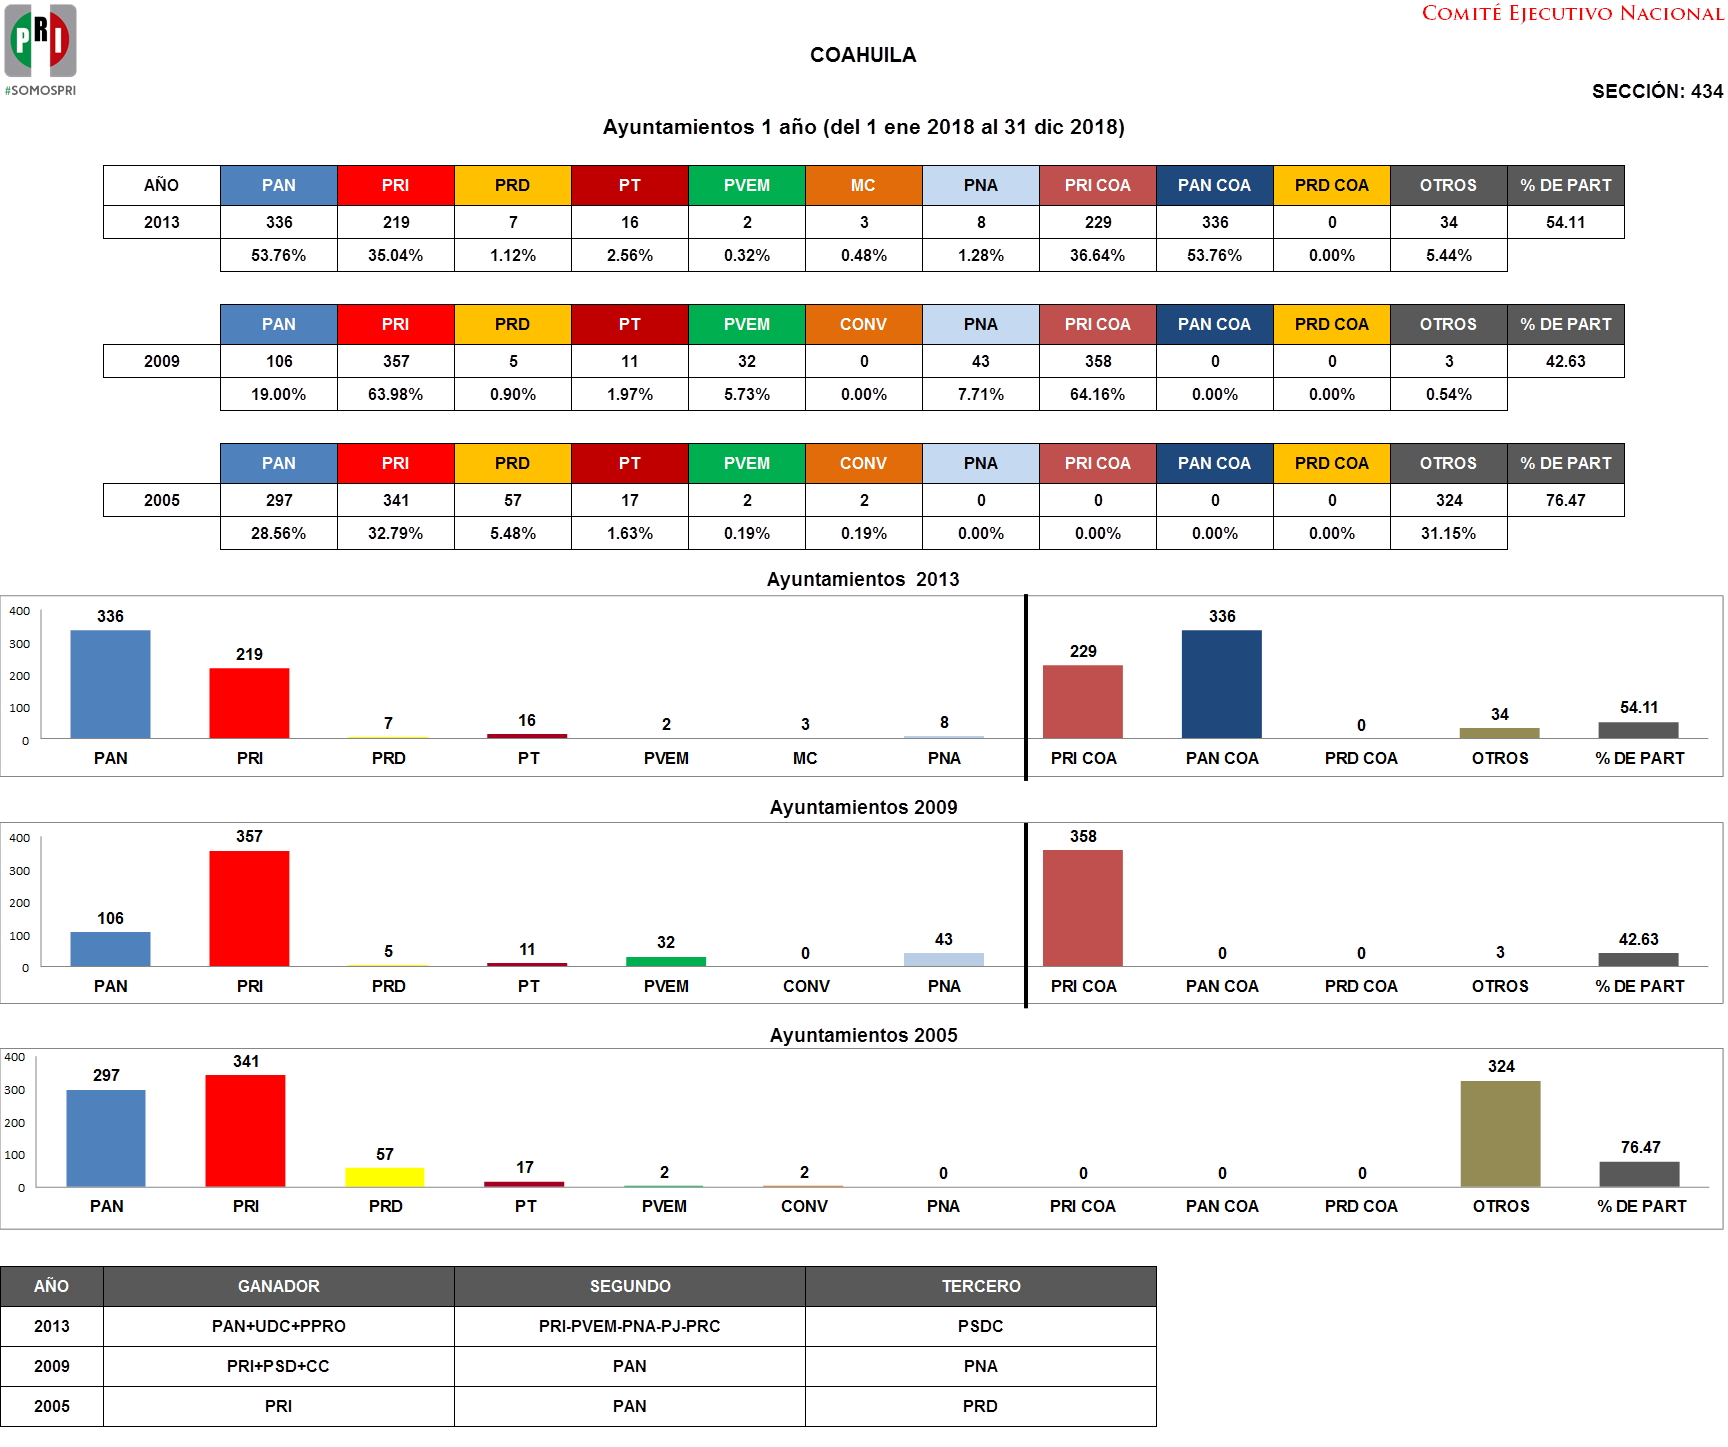 COMITÉ EJECUTIVO NACIONAL
PRI
#SOMOSPRI
COAHUILA
SECCIÓN: 434
Ayuntamientos 1 año (del 1 ene 2018 al 31 dic 2018)
AÑO PAN PRI PRD PT PVEM MC PNA PRI COA PAN COA PRD COA OTROS % DE PART
2013 336 219 7 16 2 3 8 229 336 0 34 54.11
53.76% 35.04% 1.12% 2.56% 0.32% 0.48% 1.28% 36.64% 53.76% 0.00% 5.44%
PAN PRI PRD PT PVEM CONV PNA PRI COA PAN COA PRD COA OTROS % DE PART
2009 106 357 5 11 32 0 43 358 0 0 3 42.63
19.00% 63.98% 0.90% 1.97% 5.73% 0.00% 7.71% 64.16% 0.00% 0.00% 0.54%
PAN PRI PRD PT PVEM CONV PNA PRI COA PAN COA PRD COA OTROS % DE PART
2005 297 341 57 17 2 2 0 0 0 0 324 76.47
28.56% 32.79% 5.48% 1.63% 0.19% 0.19% 0.00% 0.00% 0.00% 0.00% 31.15%
Ayuntamientos 2013
400
300
200
100
0
336 219 7 16 2 3 8 229 336 0 34 54.11
PAN PRI PRD PT PVEM MC PNA PRI COA PAN COA PRD COA OTROS % DE PART
Ayuntamientos 2009
400
300
200
100
0
106 357 5 11 32 0 43 358 0 0 3 42.63
PAN PRI PRD PT PVEM CONV PNA PRI COA PAN COA PRD COA OTROS % DE PART
Ayuntamientos 2005
400
300
200
100
0
297 341 57 17 2 2 0 0 0 0 324 76.47
PAN PRI PRD PT PVEM CONV PNA PRI COA PAN COA PRD COA OTROS % DE PART
AÑO GANADOR SEGUNDO TERCERO
2013 PAN+UDC+PPRO PRI-PVEM-PNA-PJ-PRC PSDC
2009 PRI+PSD+CC PAN PNA
2005 PRI PAN PRD